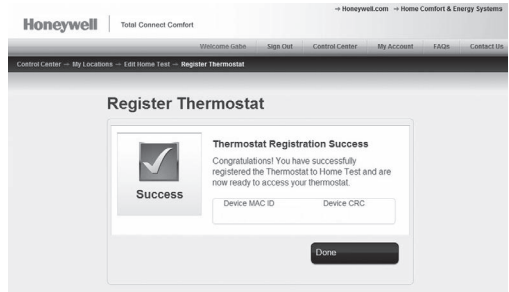 ⇒ Honeywell.com ⇒ Home Comfort & Energy Systems
Honeywell Total Connect Comfort
Welcome Gabe Sign Out Control Center My Account FAQs Contact Us
Control Center → My Locations → Edit Home Test → Register Thermostat
Register Thermostat
Success
Thermostat Registration Success
Congratulations! You have successfully
registered the Thermostat to Home Test and are
now ready to access your thermostat.
Device MAC ID Device CRC
Done